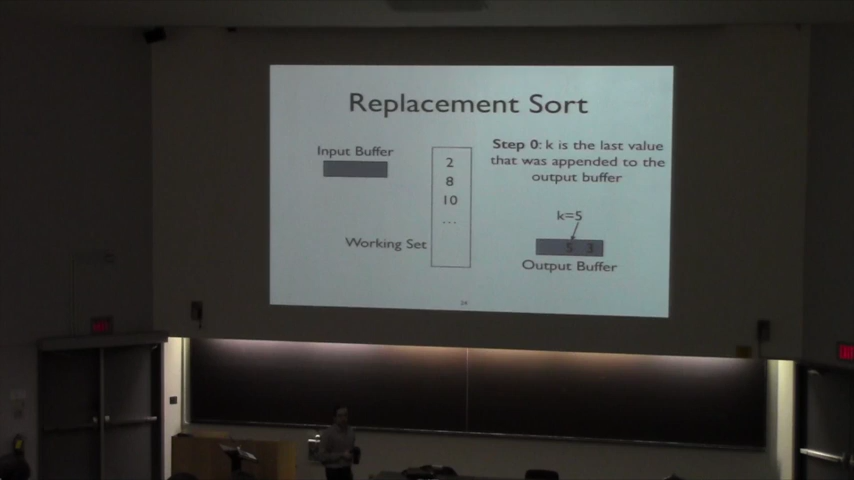 Replacement Sort
Input Buffer
2
8
10
...
Working Set
Step 0: k is the last value
that was appended to the
output buffer
k=5
5 3
Output Buffer